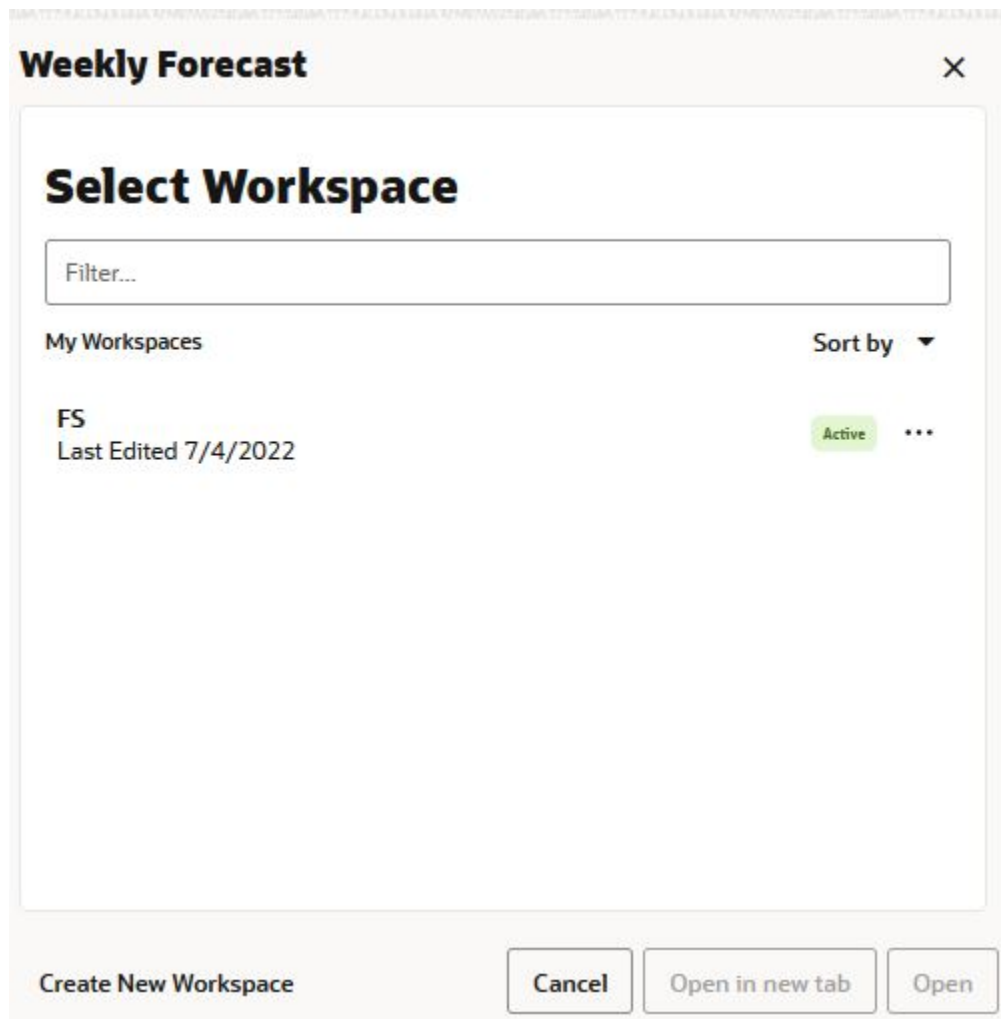 Weekly Forecast
Select Workspace
Filter...
My Workspaces
Sort by
FS
Last Edited 7/4/2022
Active
Create New Workspace
Cancel
Open in new tab
Open